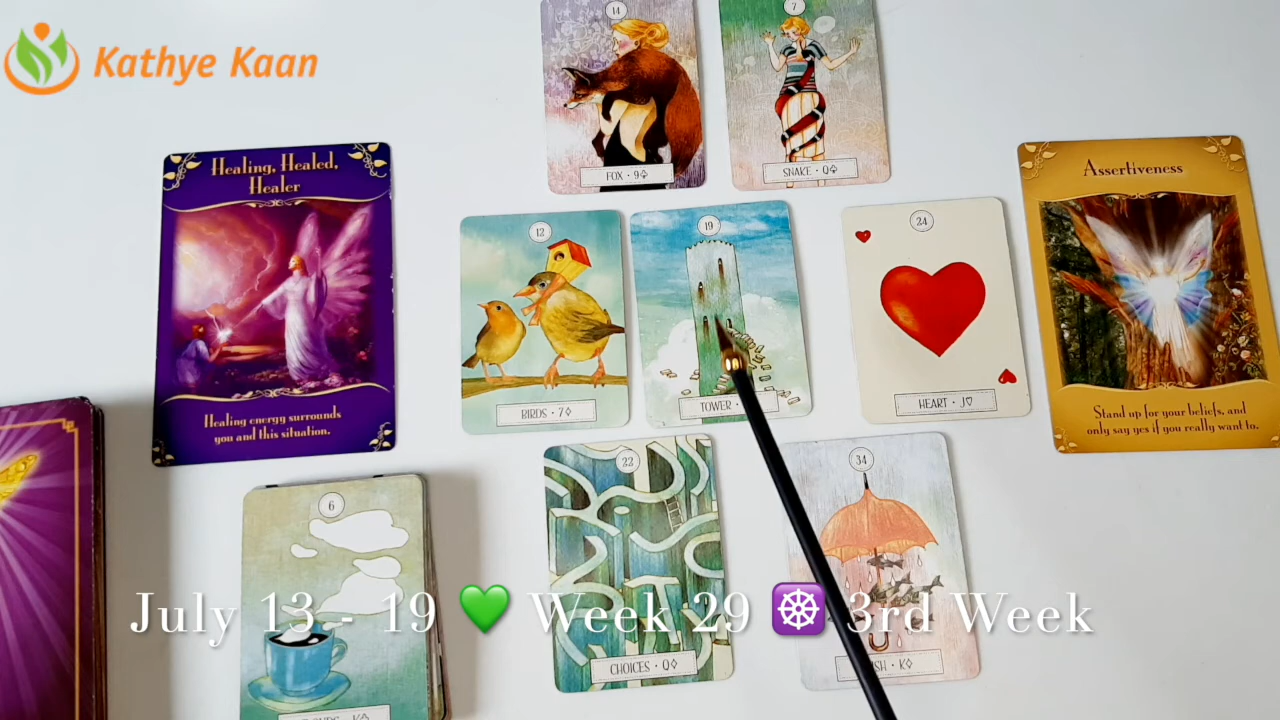 Kathye Kaan
14
FOX • 9♧
7
SNAKE • Q♧
Healing, Healed,
Healer
Healing energy surrounds
you and this situation.
12
BIRDS • 7♢
19
TOWER •
24
HEART • J♡
Assertiveness
Stand up for your beliefs, and
only say yes if you really want to.
6
22
CHOICES • Q♢
34
K♢
July 13 - 19 💚 Week 29 ☸️ 3rd Week